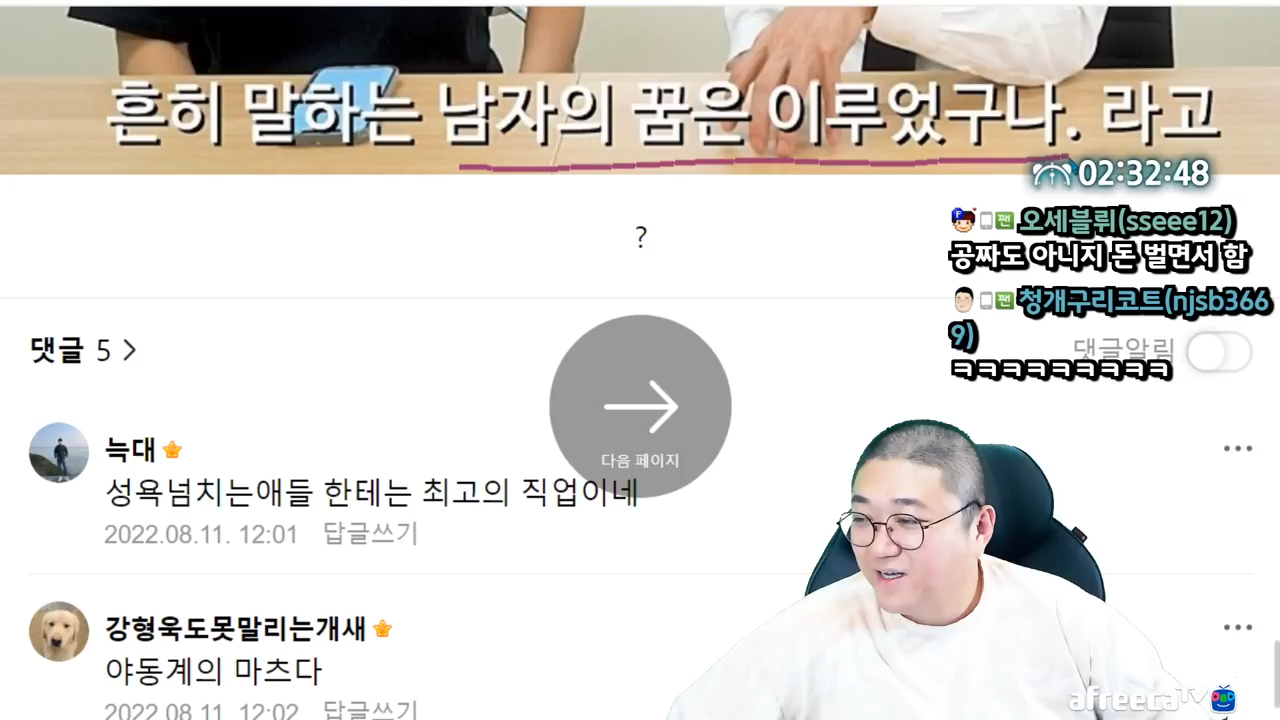 흔히 말하는 남자의 꿈은 이루었구나. 라고
02:32:48
?
오세블뤼(sseee12)
공짜도 아니지 돈 벌면서 함
청개구리코트(njsb366
9)
ㅋㅋㅋㅋㅋㅋㅋㅋㅋ
댓글 5
댓글알림
다음 페이지
늑대
성욕넘치는애들 한테는 최고의 직업이네
2022.08.11. 12:01 답글쓰기
강형욱도못말리는개새
야동계의 마츠다
2022.08.11. 12:02 답글쓰기
afreecaTV